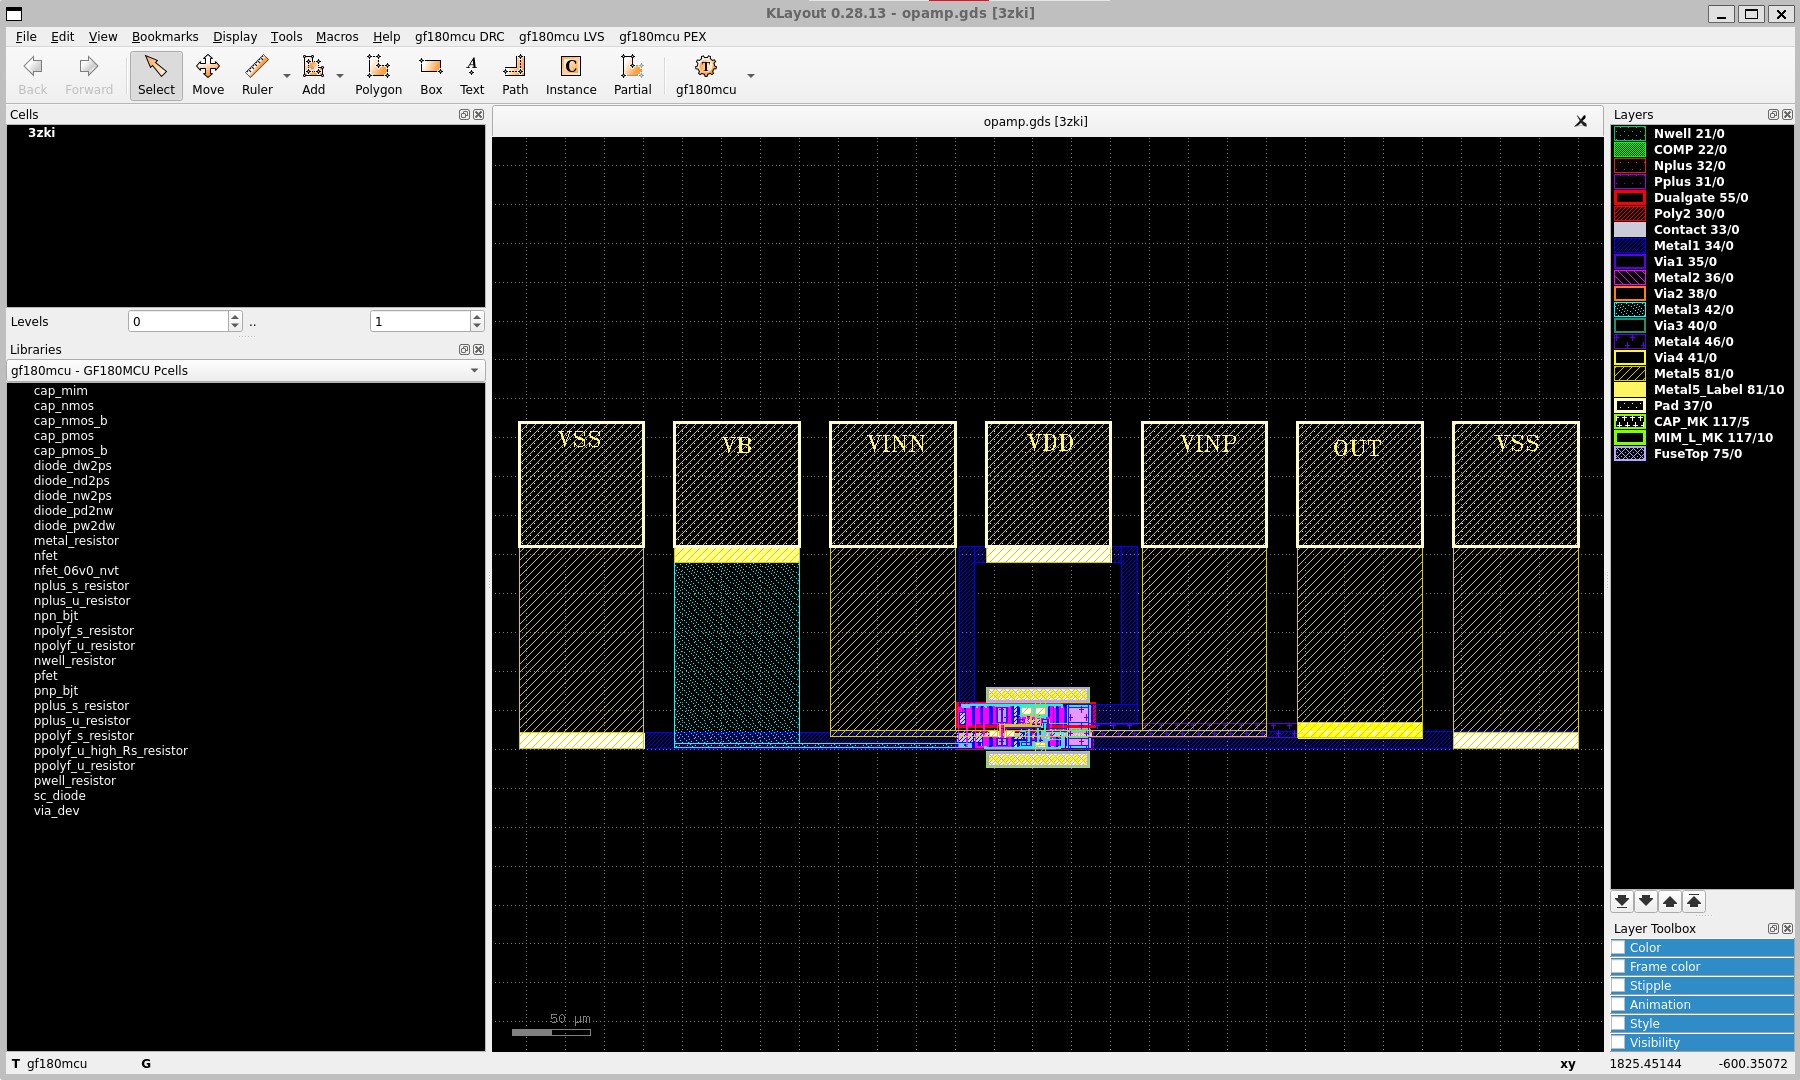 KLayout 0.28.13 - opamp.gds [3zki]
File Edit View Bookmarks Display Tools Macros Help gf180mcu DRC gf180mcu LVS gf180mcu PEX
Back Forward Select Move Ruler Add Polygon Box Text Path Instance Partial gf180mcu
Cells
3zki
Levels 0 .. 1
Libraries
gf180mcu - GF180MCU Pcells
cap_mim
cap_nmos
cap_nmos_b
cap_pmos
cap_pmos_b
diode_dw2ps
diode_nd2ps
diode_nw2ps
diode_pd2nw
diode_pw2dw
metal_resistor
nfet
nfet_06v0_nvt
nplus_s_resistor
nplus_u_resistor
npn_bjt
npolyf_s_resistor
npolyf_u_resistor
nwell_resistor
pfet
pnp_bjt
pplus_s_resistor
pplus_u_resistor
ppolyf_s_resistor
ppolyf_u_high_Rs_resistor
ppolyf_u_resistor
pwell_resistor
sc_diode
via_dev
opamp.gds [3zki]
VSS VB VINN VDD VINP OUT VSS
50 µm
Layers
Nwell 21/0
COMP 22/0
Nplus 32/0
Pplus 31/0
Dualgate 55/0
Poly2 30/0
Contact 33/0
Metal1 34/0
Via1 35/0
Metal2 36/0
Via2 38/0
Metal3 42/0
Via3 40/0
Metal4 46/0
Via4 41/0
Metal5 81/0
Metal5_Label 81/10
Pad 37/0
CAP_MK 117/5
MIM_L_MK 117/10
FuseTop 75/0
Layer Toolbox
Color
Frame color
Stipple
Animation
Style
Visibility
T gf180mcu G xy 1825.45144 -600.35072